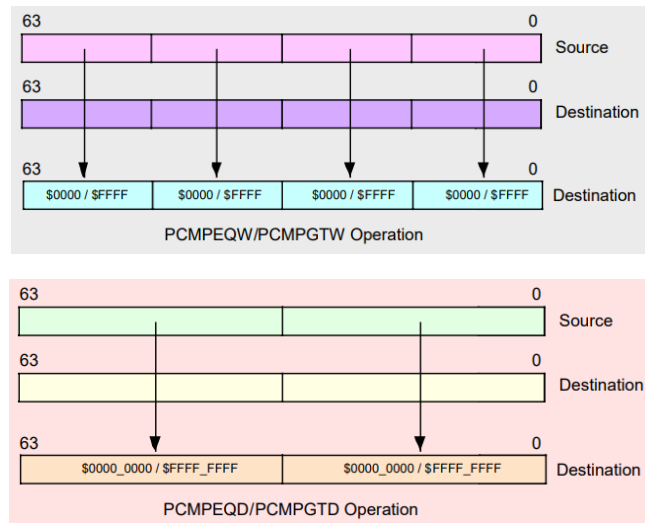 63 0
Source
63 0
Destination
63 0
$0000 / $FFFF $0000 / $FFFF $0000 / $FFFF $0000 / $FFFF Destination
PCMPEQW/PCMPGTW Operation
63 0
Source
63 0
Destination
63 0
$0000_0000 / $FFFF_FFFF $0000_0000 / $FFFF_FFFF Destination
PCMPEQD/PCMPGTD Operation